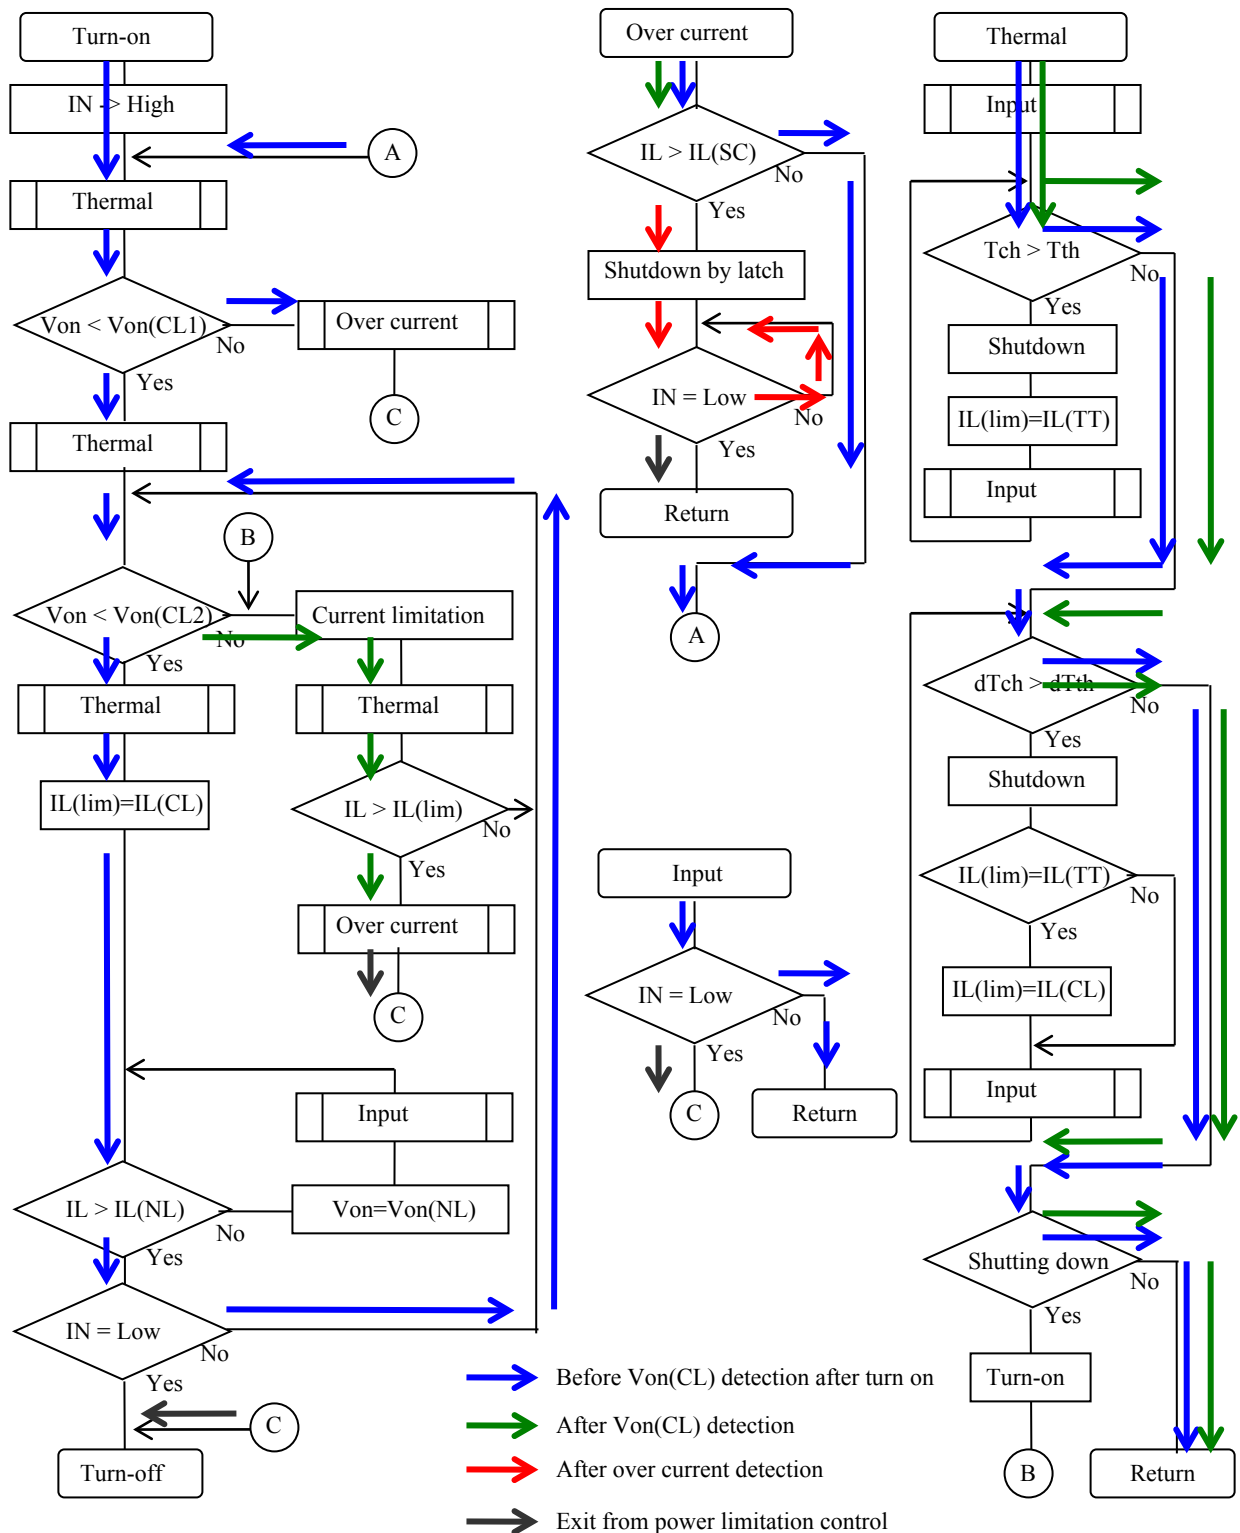 Turn-on
IN -> High
A
Thermal
Von < Von(CL1)
No
Over current
Yes
C
Thermal
B
Von < Von(CL2)
No
Current limitation
Yes
Thermal
Thermal
IL(lim)=IL(CL)
IL > IL(lim)
No
Yes
Over current
C
Input
IL > IL(NL)
No
Von=Von(NL)
Yes
IN = Low
No
Yes
C
Turn-off
Over current
IL > IL(SC)
No
Yes
Shutdown by latch
IN = Low
No
Yes
Return
A
Input
IN = Low
No
Yes
C
Return
Thermal
Input
Tch > Tth
No
Yes
Shutdown
IL(lim)=IL(TT)
Input
dTch > dTth
No
Yes
Shutdown
IL(lim)=IL(TT)
No
Yes
IL(lim)=IL(CL)
Input
Shutting down
No
Yes
Turn-on
B
Return
Before Von(CL) detection after turn on
After Von(CL) detection
After over current detection
Exit from power limitation control